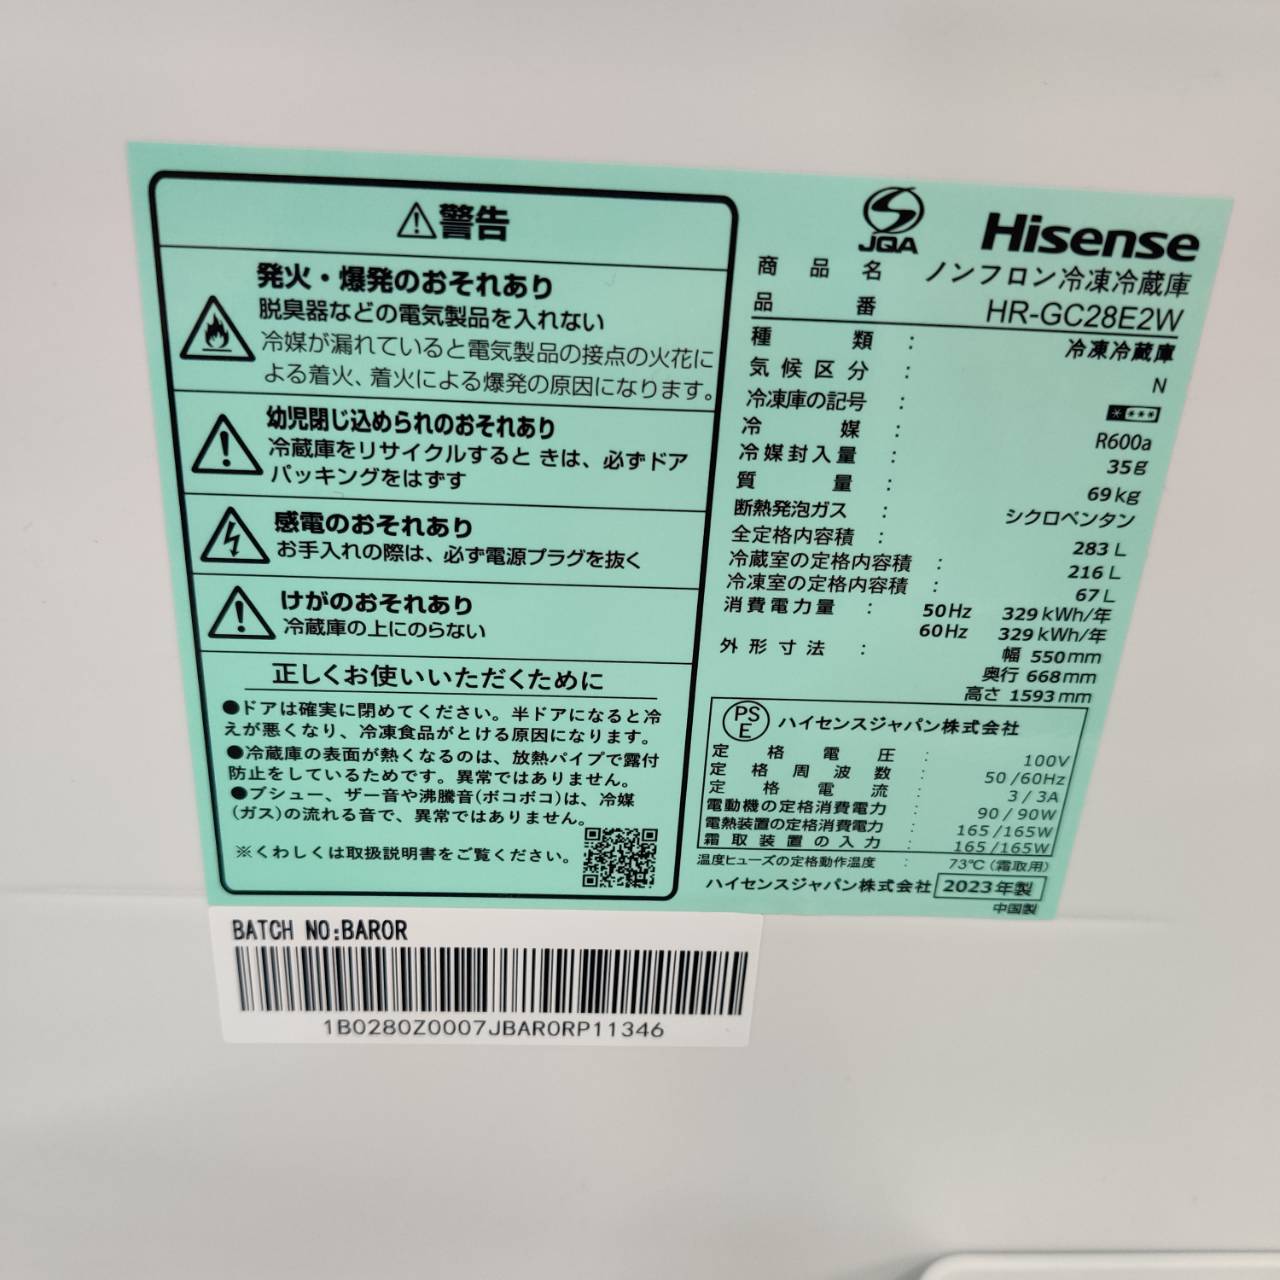 警告
発火・爆発のおそれあり
脱臭器などの電気製品を入れない
冷媒が漏れていると電気製品の接点の火花に
よる着火、着火による爆発の原因になります。
幼児閉じ込められのおそれあり
冷蔵庫をリサイクルすると きは、必ずドア
パッキングをはずす
感電のおそれあり
お手入れの際は、必ず電源プラグを抜く
けがのおそれあり
冷蔵庫の上にのらない
正しくお使いいただくために
●ドアは確実に閉めてください。半ドアになると冷
えが悪くなり、冷凍食品がとける原因になります。
●冷蔵庫の表面が熱くなるのは、放熱パイプで露付
防止をしているためです。異常ではありません。
●ブシュー、ザー音や沸騰音(ボコボコ)は、冷媒
(ガス)の流れる音で、異常ではありません。
※くわしくは取扱説明書をご覧ください。
JQA Hisense
商品名 ノンフロン冷凍冷蔵庫
品番 HR-GC28E2W
種類 : 冷凍冷蔵庫
気候区分 : N
冷凍庫の記号 : * ***
冷媒 : R600a
冷媒封入量 : 35g
質量 : 69kg
断熱発泡ガス : シクロペンタン
全定格内容積 : 283 L
冷蔵室の定格内容積 : 216 L
冷凍室の定格内容積 : 67 L
消費電力量 : 50Hz 329 kWh/年
60Hz 329 kWh/年
外形寸法 : 幅 550mm
奥行 668mm
高さ 1593mm
PSE ハイセンスジャパン株式会社
定格電圧 : 100V
定格周波数 : 50/60Hz
定格電流 : 3/3A
電動機の定格消費電力 : 90/90W
電熱装置の定格消費電力 : 165/165W
霜取装置の入力 : 165/165W
温度ヒューズの定格動作温度 : 73℃(霜取用)
ハイセンスジャパン株式会社 2023年製
中国製
BATCH NO:BAR0R
1B0280Z0007JBAR0RP11346